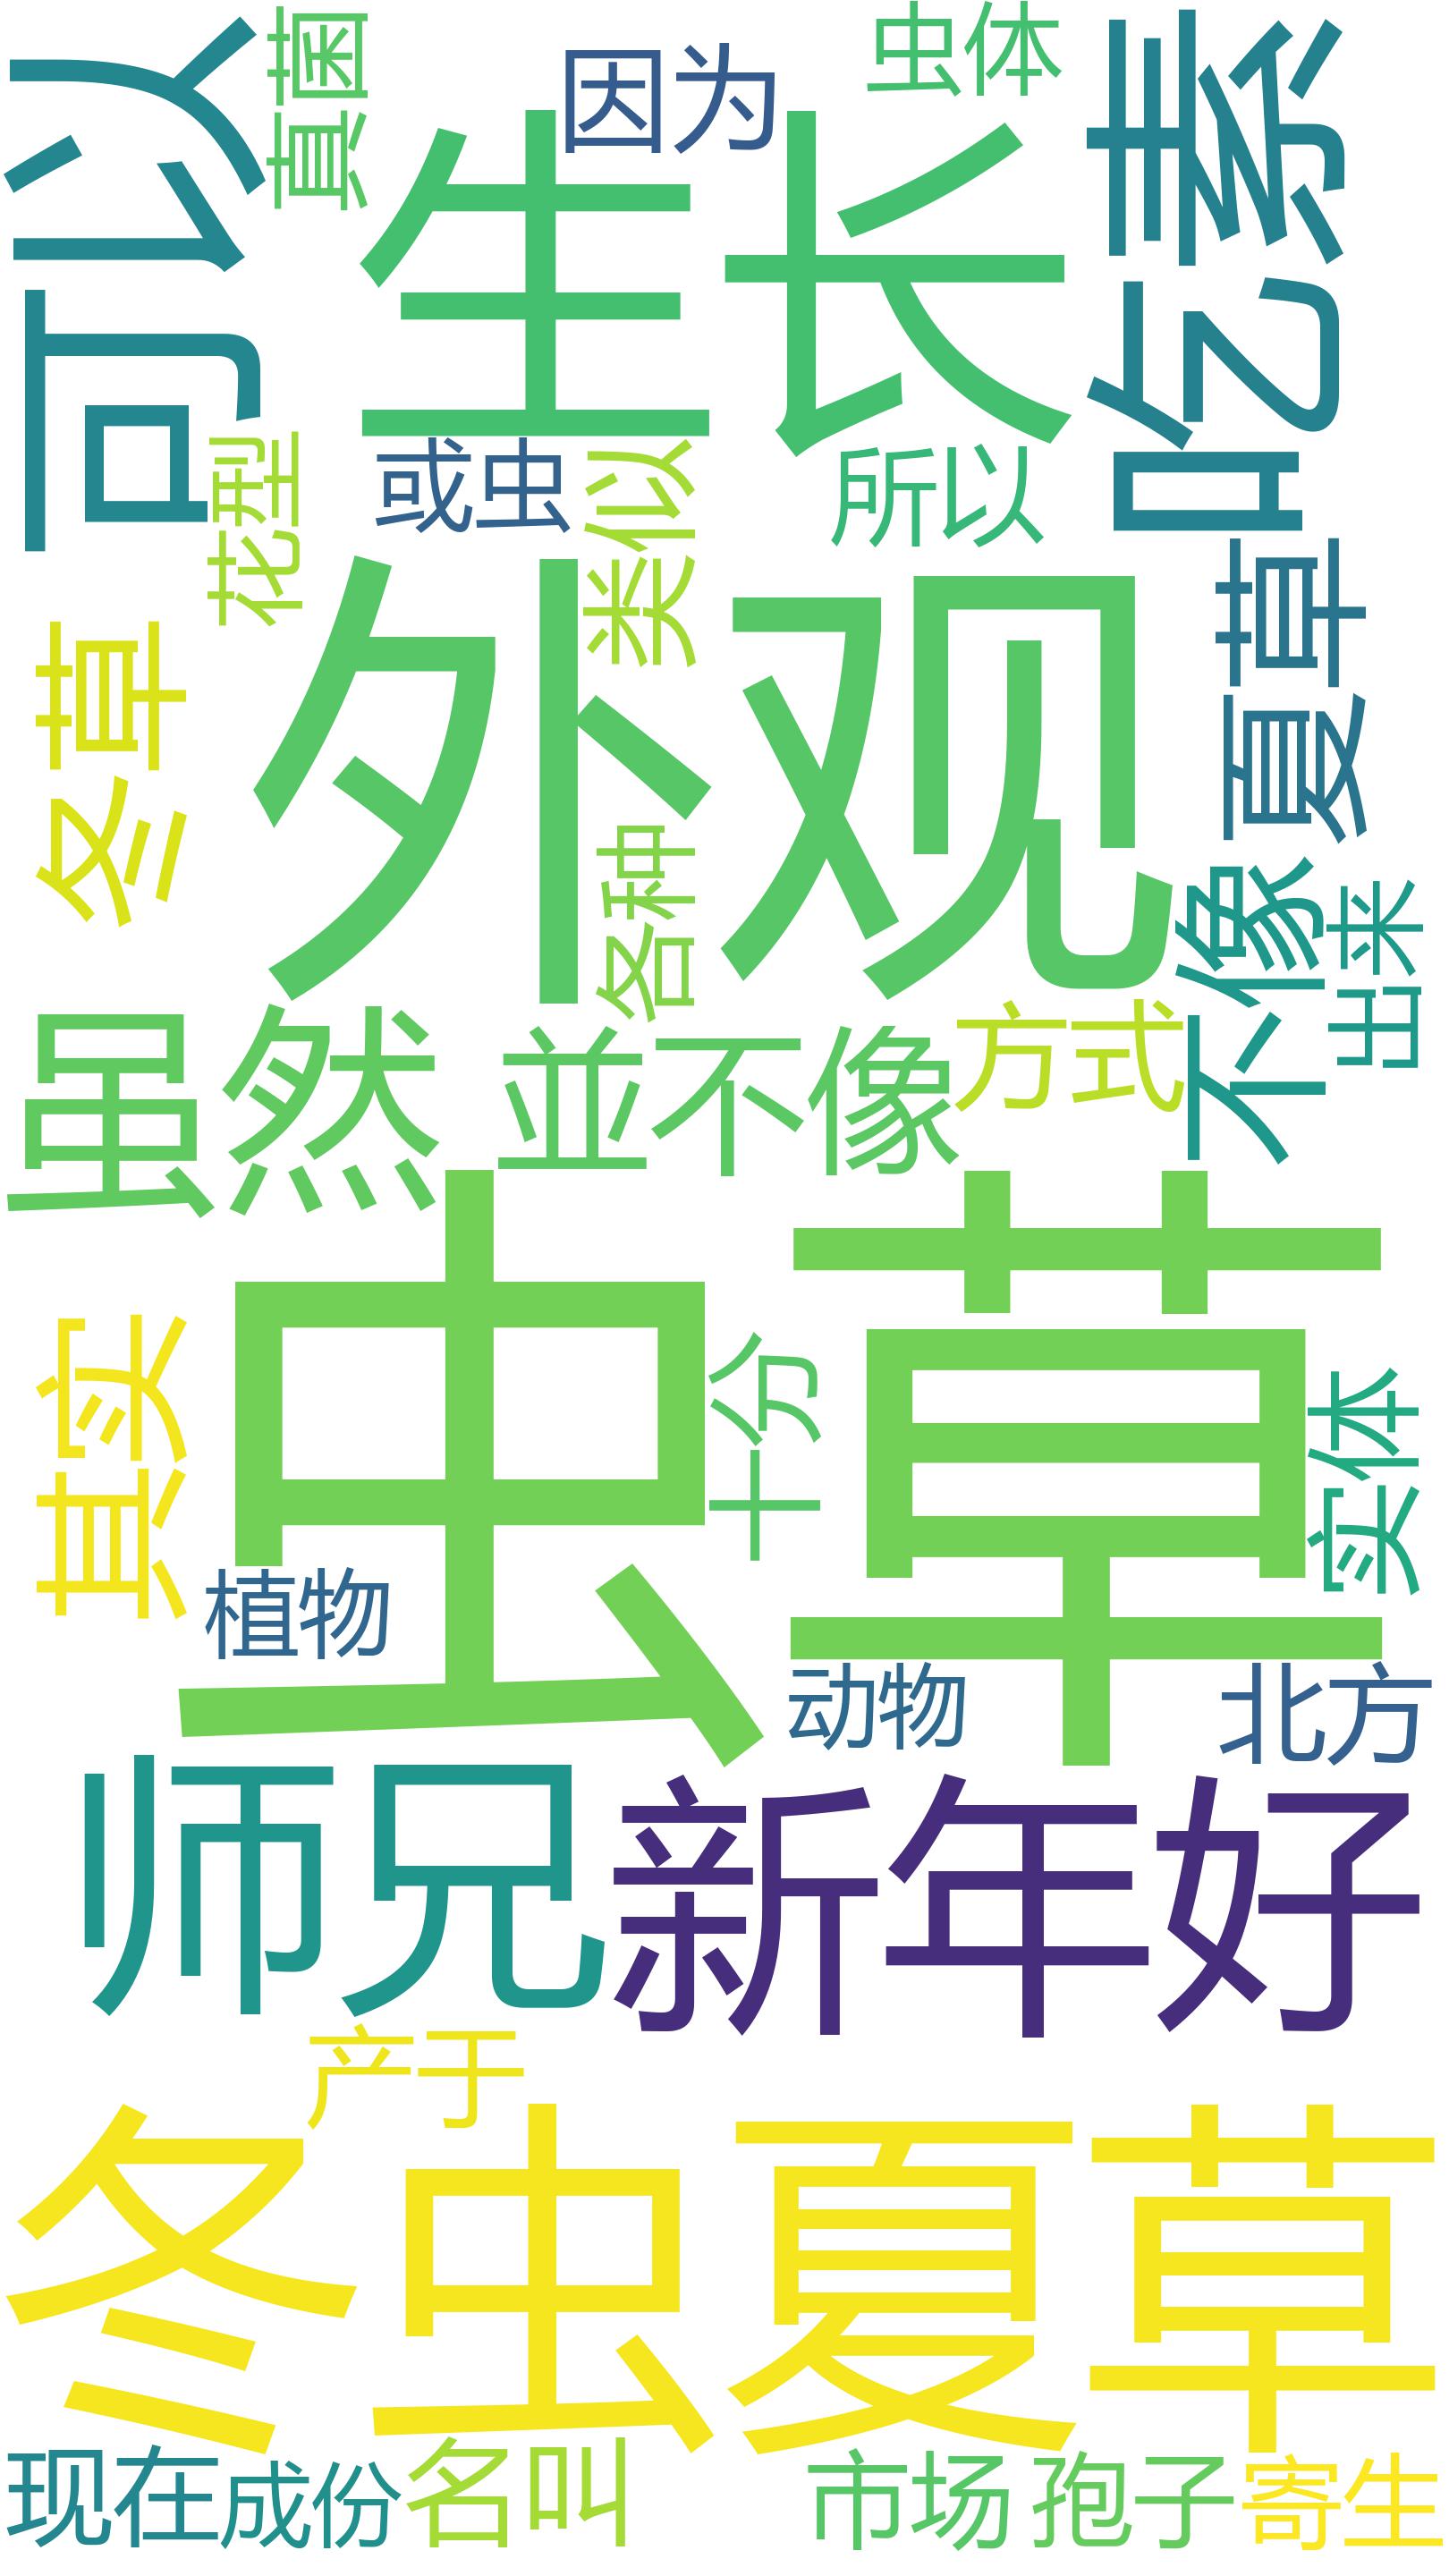 可以
真菌
因为
虫体
吃素
生长
花型
或虫
类似
所以
夏草
冬草
外观
各种
不像
出来
虽然
並不像
方式
其实
虫草
十分
实体
植物
动物
北方
师兄
新年好
产于
冬虫夏草
现在
成份
名叫
市场
孢子
寄生